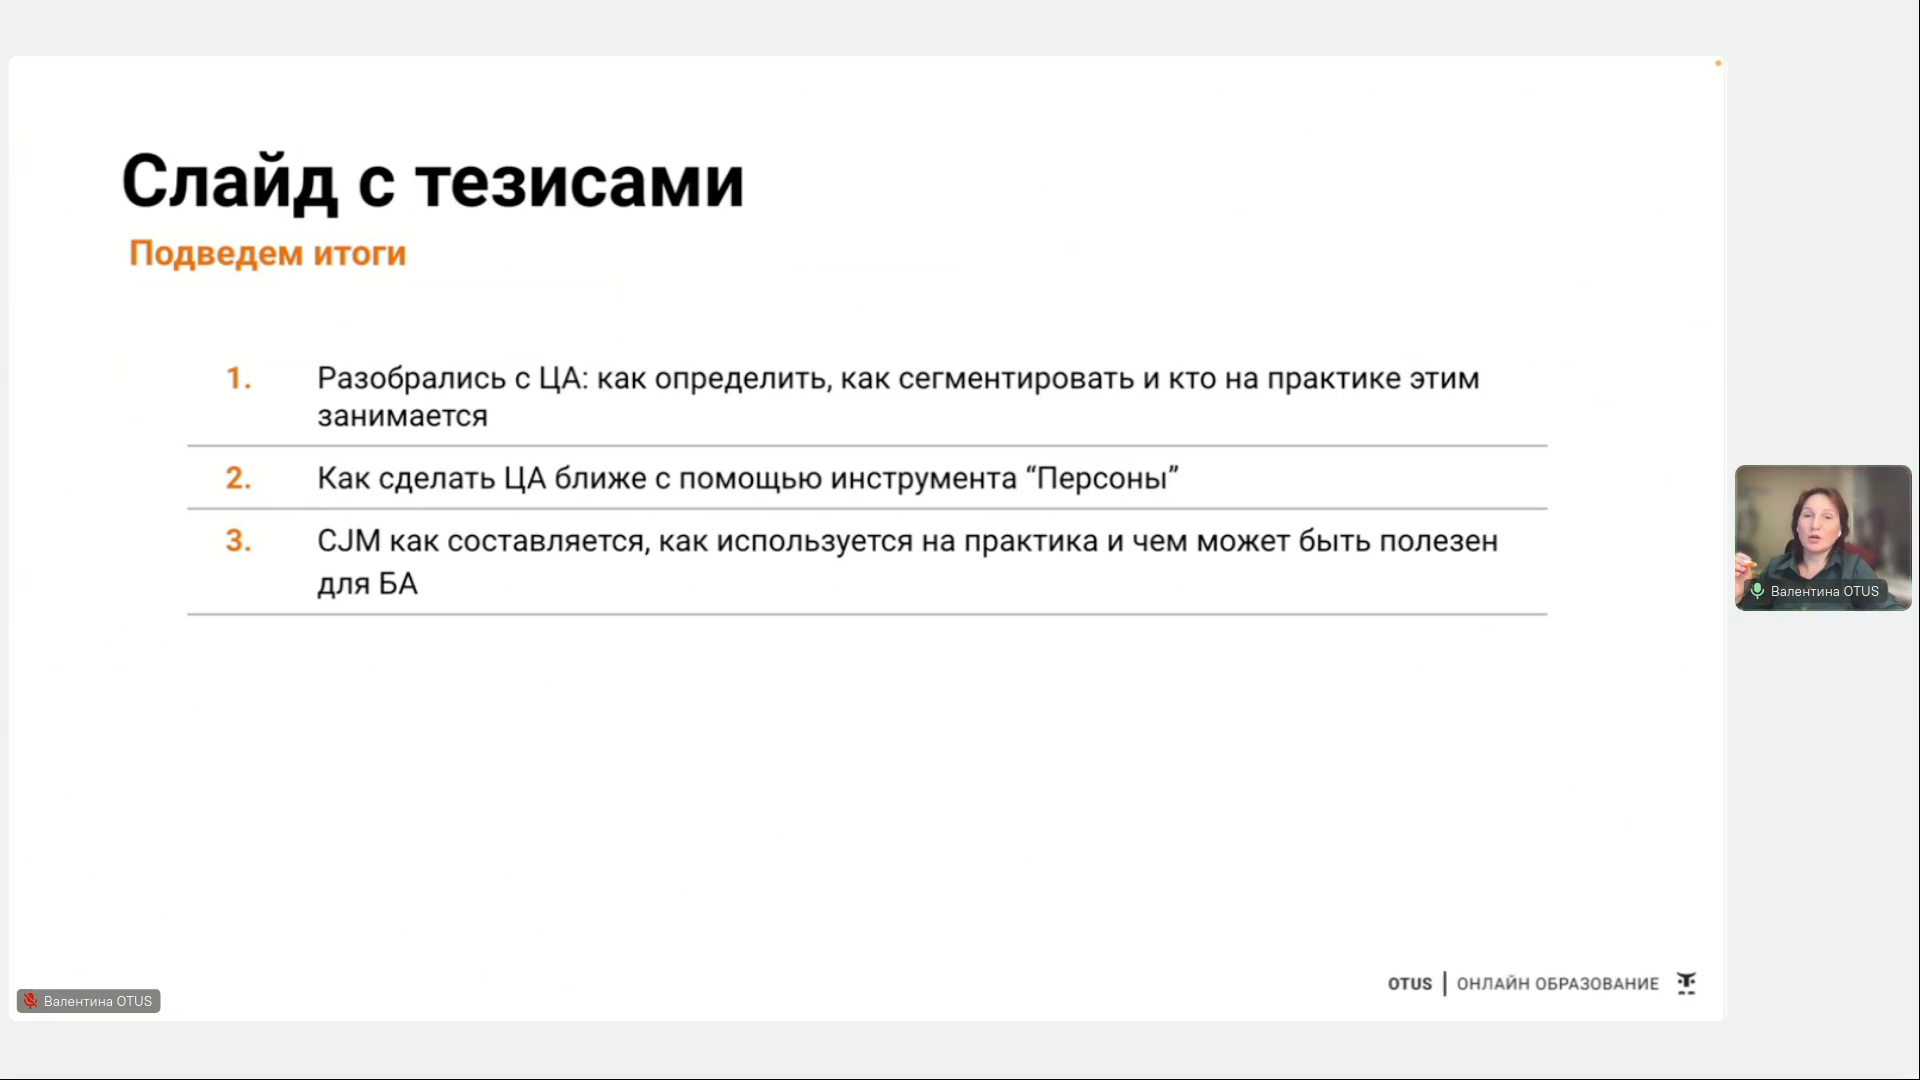 Слайд с тезисами
Подведем итоги
1. Разобрались с ЦА: как определить, как сегментировать и кто на практике этим
занимается
2. Как сделать ЦА ближе с помощью инструмента “Персоны”
3. CJM как составляется, как используется на практика и чем может быть полезен
для БА
Валентина OTUS
OTUS | ОНЛАЙН ОБРАЗОВАНИЕ
Валентина OTUS